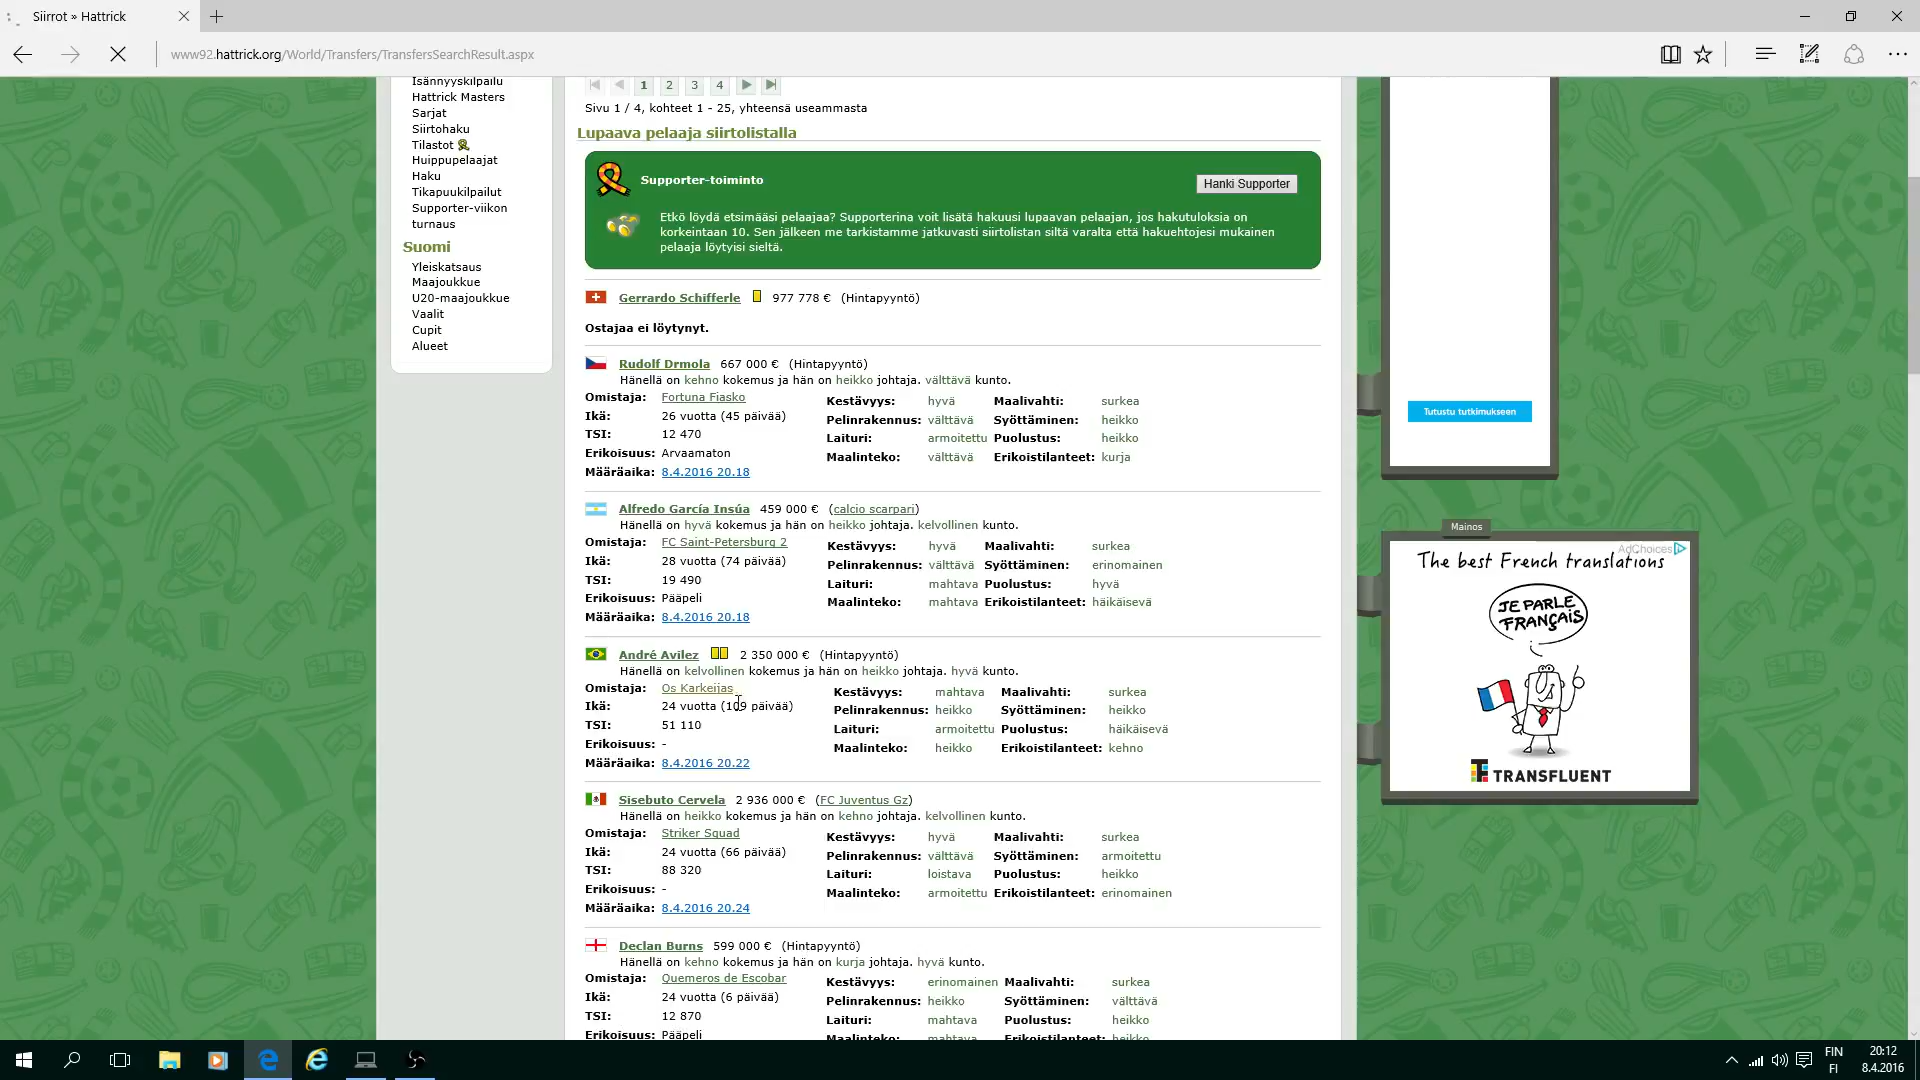 Siirrot » Hattrick
www92.hattrick.org/World/Transfers/TransfersSearchResult.aspx
Isännyyskilpailu
Hattrick Masters
Sarjat
Siirtohaku
Tilastot
Huippupelaajat
Haku
Tikapuukilpailut
Supporter-viikon
turnaus
Suomi
Yleiskatsaus
Maajoukkue
U20-maajoukkue
Vaalit
Cupit
Alueet
1 2 3 4
Sivu 1 / 4, kohteet 1 - 25, yhteensä useammasta
Lupaava pelaaja siirtolistalla
Supporter-toiminto
Hanki Supporter
Etkö löydä etsimääsi pelaajaa? Supporterina voit lisätä hakuusi lupaavan pelaajan, jos hakutuloksia on
korkeintaan 10. Sen jälkeen me tarkistamme jatkuvasti siirtolistan siltä varalta että hakuehtojesi mukainen
pelaaja löytyisi sieltä.
Gerrardo Schifferle 977 778 € (Hintapyyntö)
Ostajaa ei löytynyt.
Rudolf Drmola 667 000 € (Hintapyyntö)
Hänellä on kehno kokemus ja hän on heikko johtaja. välttävä kunto.
Omistaja: Fortuna Fiasko
Ikä: 26 vuotta (45 päivää)
TSI: 12 470
Erikoisuus: Arvaamaton
Määräaika: 8.4.2016 20.18
Kestävyys: hyvä Maalivahti: surkea
Pelinrakennus: välttävä Syöttäminen: heikko
Laituri: armoitettu Puolustus: heikko
Maalinteko: välttävä Erikoistilanteet: kurja
Alfredo García Insúa 459 000 € (calcio scarpari)
Hänellä on hyvä kokemus ja hän on heikko johtaja. kelvollinen kunto.
Omistaja: FC Saint-Petersburg 2
Ikä: 28 vuotta (74 päivää)
TSI: 19 490
Erikoisuus: Pääpeli
Määräaika: 8.4.2016 20.18
Kestävyys: hyvä Maalivahti: surkea
Pelinrakennus: välttävä Syöttäminen: erinomainen
Laituri: mahtava Puolustus: hyvä
Maalinteko: mahtava Erikoistilanteet: häikäisevä
André Avilez 2 350 000 € (Hintapyyntö)
Hänellä on kelvollinen kokemus ja hän on heikko johtaja. hyvä kunto.
Omistaja: Os Karkeijas
Ikä: 24 vuotta (109 päivää)
TSI: 51 110
Erikoisuus: -
Määräaika: 8.4.2016 20.22
Kestävyys: mahtava Maalivahti: surkea
Pelinrakennus: heikko Syöttäminen: heikko
Laituri: armoitettu Puolustus: häikäisevä
Maalinteko: heikko Erikoistilanteet: kehno
Sisebuto Cervela 2 936 000 € (FC Juventus Gz)
Hänellä on heikko kokemus ja hän on kehno johtaja. kelvollinen kunto.
Omistaja: Striker Squad
Ikä: 24 vuotta (66 päivää)
TSI: 88 320
Erikoisuus: -
Määräaika: 8.4.2016 20.24
Kestävyys: hyvä Maalivahti: surkea
Pelinrakennus: välttävä Syöttäminen: armoitettu
Laituri: loistava Puolustus: heikko
Maalinteko: armoitettu Erikoistilanteet: erinomainen
Declan Burns 599 000 € (Hintapyyntö)
Hänellä on kehno kokemus ja hän on kurja johtaja. hyvä kunto.
Omistaja: Quemeros de Escobar
Ikä: 24 vuotta (6 päivää)
TSI: 12 870
Erikoisuus: Pääpeli
Kestävyys: erinomainen Maalivahti: surkea
Pelinrakennus: heikko Syöttäminen: välttävä
Laituri: mahtava Puolustus: heikko
Maalinteko: mahtava Erikoistilanteet: heikko
Tutustu tutkimukseen
Mainos
AdChoices
The best French translations
JE PARLE
FRANÇAIS
TRANSFLUENT
FIN
FI
20:12
8.4.2016